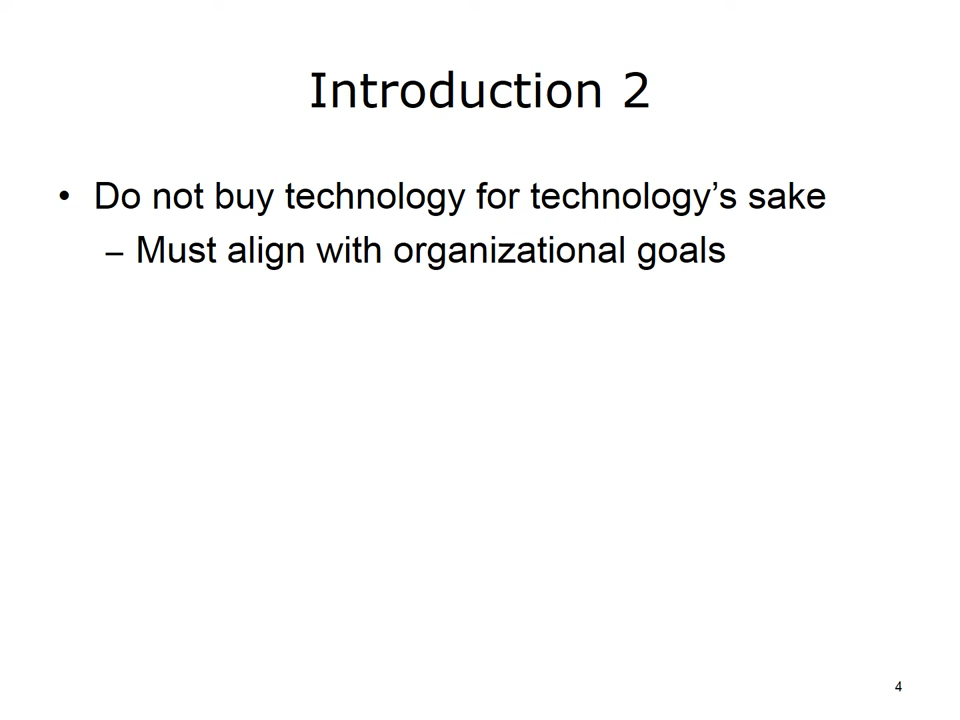 Introduction 2
• Do not buy technology for technology’s sake
– Must align with organizational goals
4